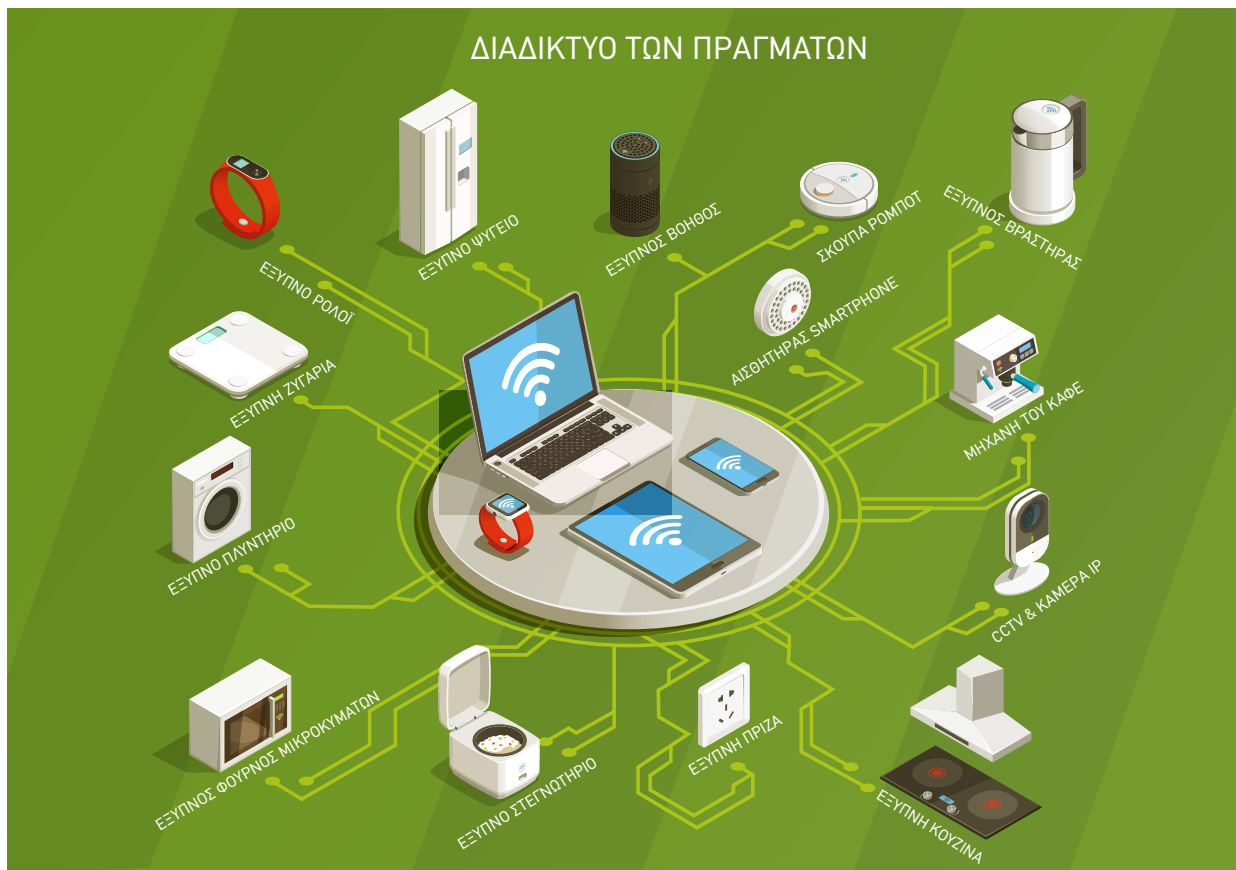 ΔΙΑΔΙΚΤΥΟ ΤΩΝ ΠΡΑΓΜΑΤΩΝ
ΕΞΥΠΝΟ ΡΟΛΟΪ
ΕΞΥΠΝΟ ΨΥΓΕΙΟ
ΕΞΥΠΝΟΣ ΒΟΗΘΟΣ
ΣΚΟΥΠΑ ΡΟΜΠΟΤ
ΕΞΥΠΝΟΣ ΒΡΑΣΤΗΡΑΣ
ΕΞΥΠΝΗ ΖΥΓΑΡΙΑ
ΑΙΣΘΗΤΗΡΑΣ SMARTPHONE
ΜΗΧΑΝΗ ΤΟΥ ΚΑΦΕ
ΕΞΥΠΝΟ ΠΛΥΝΤΗΡΙΟ
CCTV & ΚΑΜΕΡΑ IP
ΕΞΥΠΝΟΣ ΦΟΥΡΝΟΣ ΜΙΚΡΟΚΥΜΑΤΩΝ
ΕΞΥΠΝΟ ΣΤΕΓΝΩΤΗΡΙΟ
ΕΞΥΠΝΗ ΠΡΙΖΑ
ΕΞΥΠΝΗ ΚΟΥΖΙΝΑ